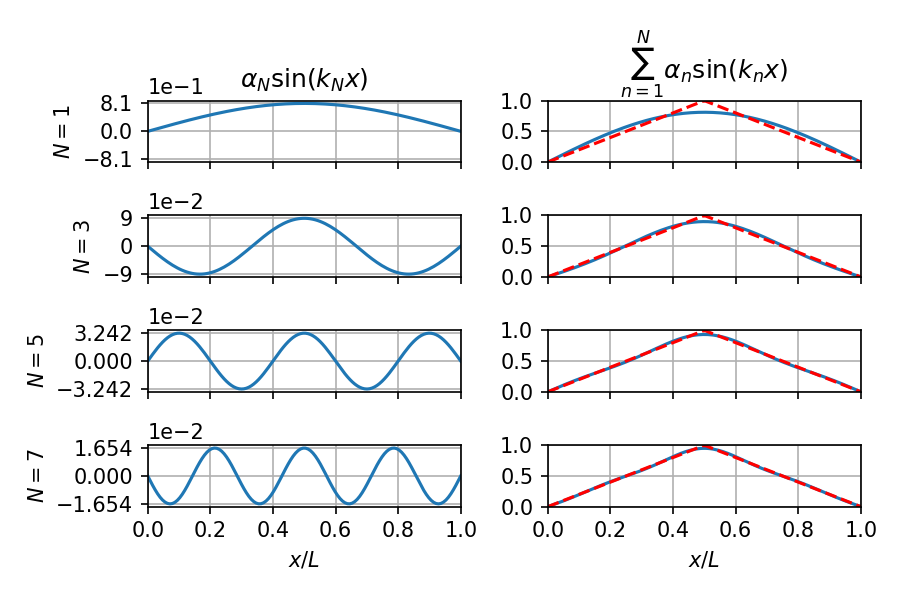 α_N sin(k_N x)
∑_{n=1}^{N} α_n sin(k_n x)
1e−1
N = 1
8.1
0.0
−8.1
1.0
0.5
0.0
1e−2
N = 3
9
0
−9
1.0
0.5
0.0
1e−2
N = 5
3.242
0.000
−3.242
1.0
0.5
0.0
1e−2
N = 7
1.654
0.000
−1.654
1.0
0.5
0.0
0.0 0.2 0.4 0.6 0.8 1.0
0.0 0.2 0.4 0.6 0.8 1.0
x/L
x/L